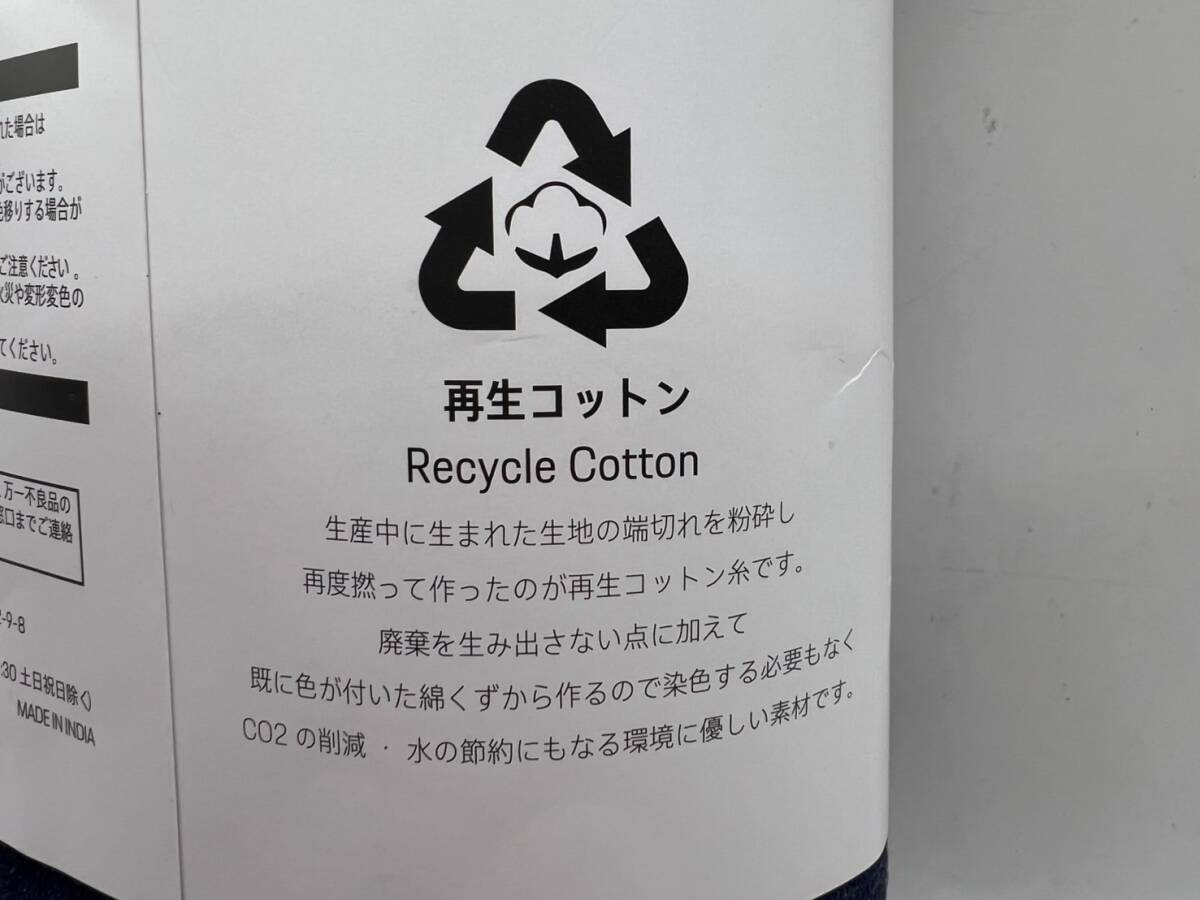 れた場合は
がございます。
色移りする場合が
ご注意ください。
火災や変形変色の
てください。
万一不良品の
窓口までご連絡
-9-8
:30 土日祝日除く)
MADE IN INDIA
再生コットン
Recycle Cotton
生産中に生まれた生地の端切れを粉砕し
再度撚って作ったのが再生コットン糸です。
廃棄を生み出さない点に加えて
既に色が付いた綿くずから作るので染色する必要もなく
CO2 の削減 · 水の節約にもなる環境に優しい素材です。